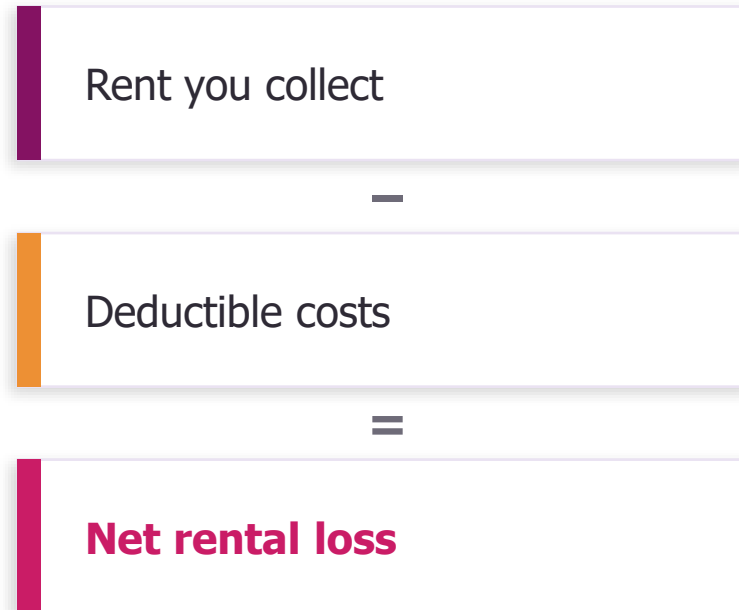 Rent you collect
–
Deductible costs
=
Net rental loss